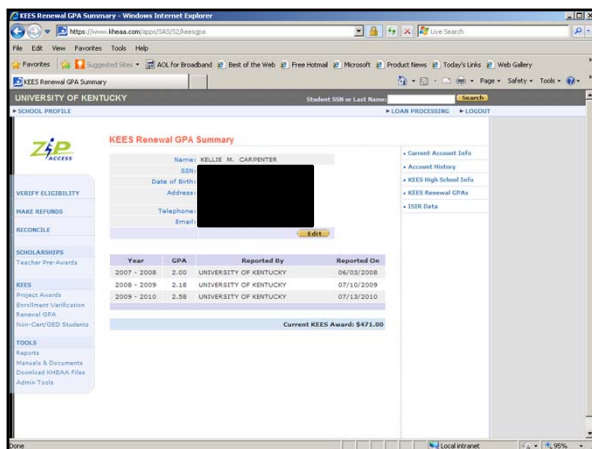 KEES Renewal GPA Summary - Windows Internet Explorer
https://www.kheaa.com/apps/SAS/52/keesgpa
Live Search
File Edit View Favorites Tools Help
Favorites Suggested Sites AOL for Broadband Best of the Web Free Hotmail Microsoft Product News Today's Links Web Gallery
KEES Renewal GPA Summary
Page Safety Tools
UNIVERSITY OF KENTUCKY
Student SSN or Last Name: Search
SCHOOL PROFILE
LOAN PROCESSING LOGOUT
ZIP ACCESS
VERIFY ELIGIBILITY
MAKE REFUNDS
RECONCILE
SCHOLARSHIPS
Teacher Pre-Awards
KEES
Project Awards
Enrollment Verification
Renewal GPA
Non-Cert/GED Students
TOOLS
Reports
Manuals & Documents
Download KHEAA Files
Admin Tools
KEES Renewal GPA Summary
Name: KELLIE M. CARPENTER
SSN:
Date of Birth:
Address:
Telephone:
Email:
Edit
Year GPA Reported By Reported On
2007 - 2008 2.00 UNIVERSITY OF KENTUCKY 06/03/2008
2008 - 2009 2.18 UNIVERSITY OF KENTUCKY 07/10/2009
2009 - 2010 2.58 UNIVERSITY OF KENTUCKY 07/13/2010
Current KEES Award: $471.00
Current Account Info
Account History
KEES High School Info
KEES Renewal GPAs
ISIR Data
Done
Local intranet
95%